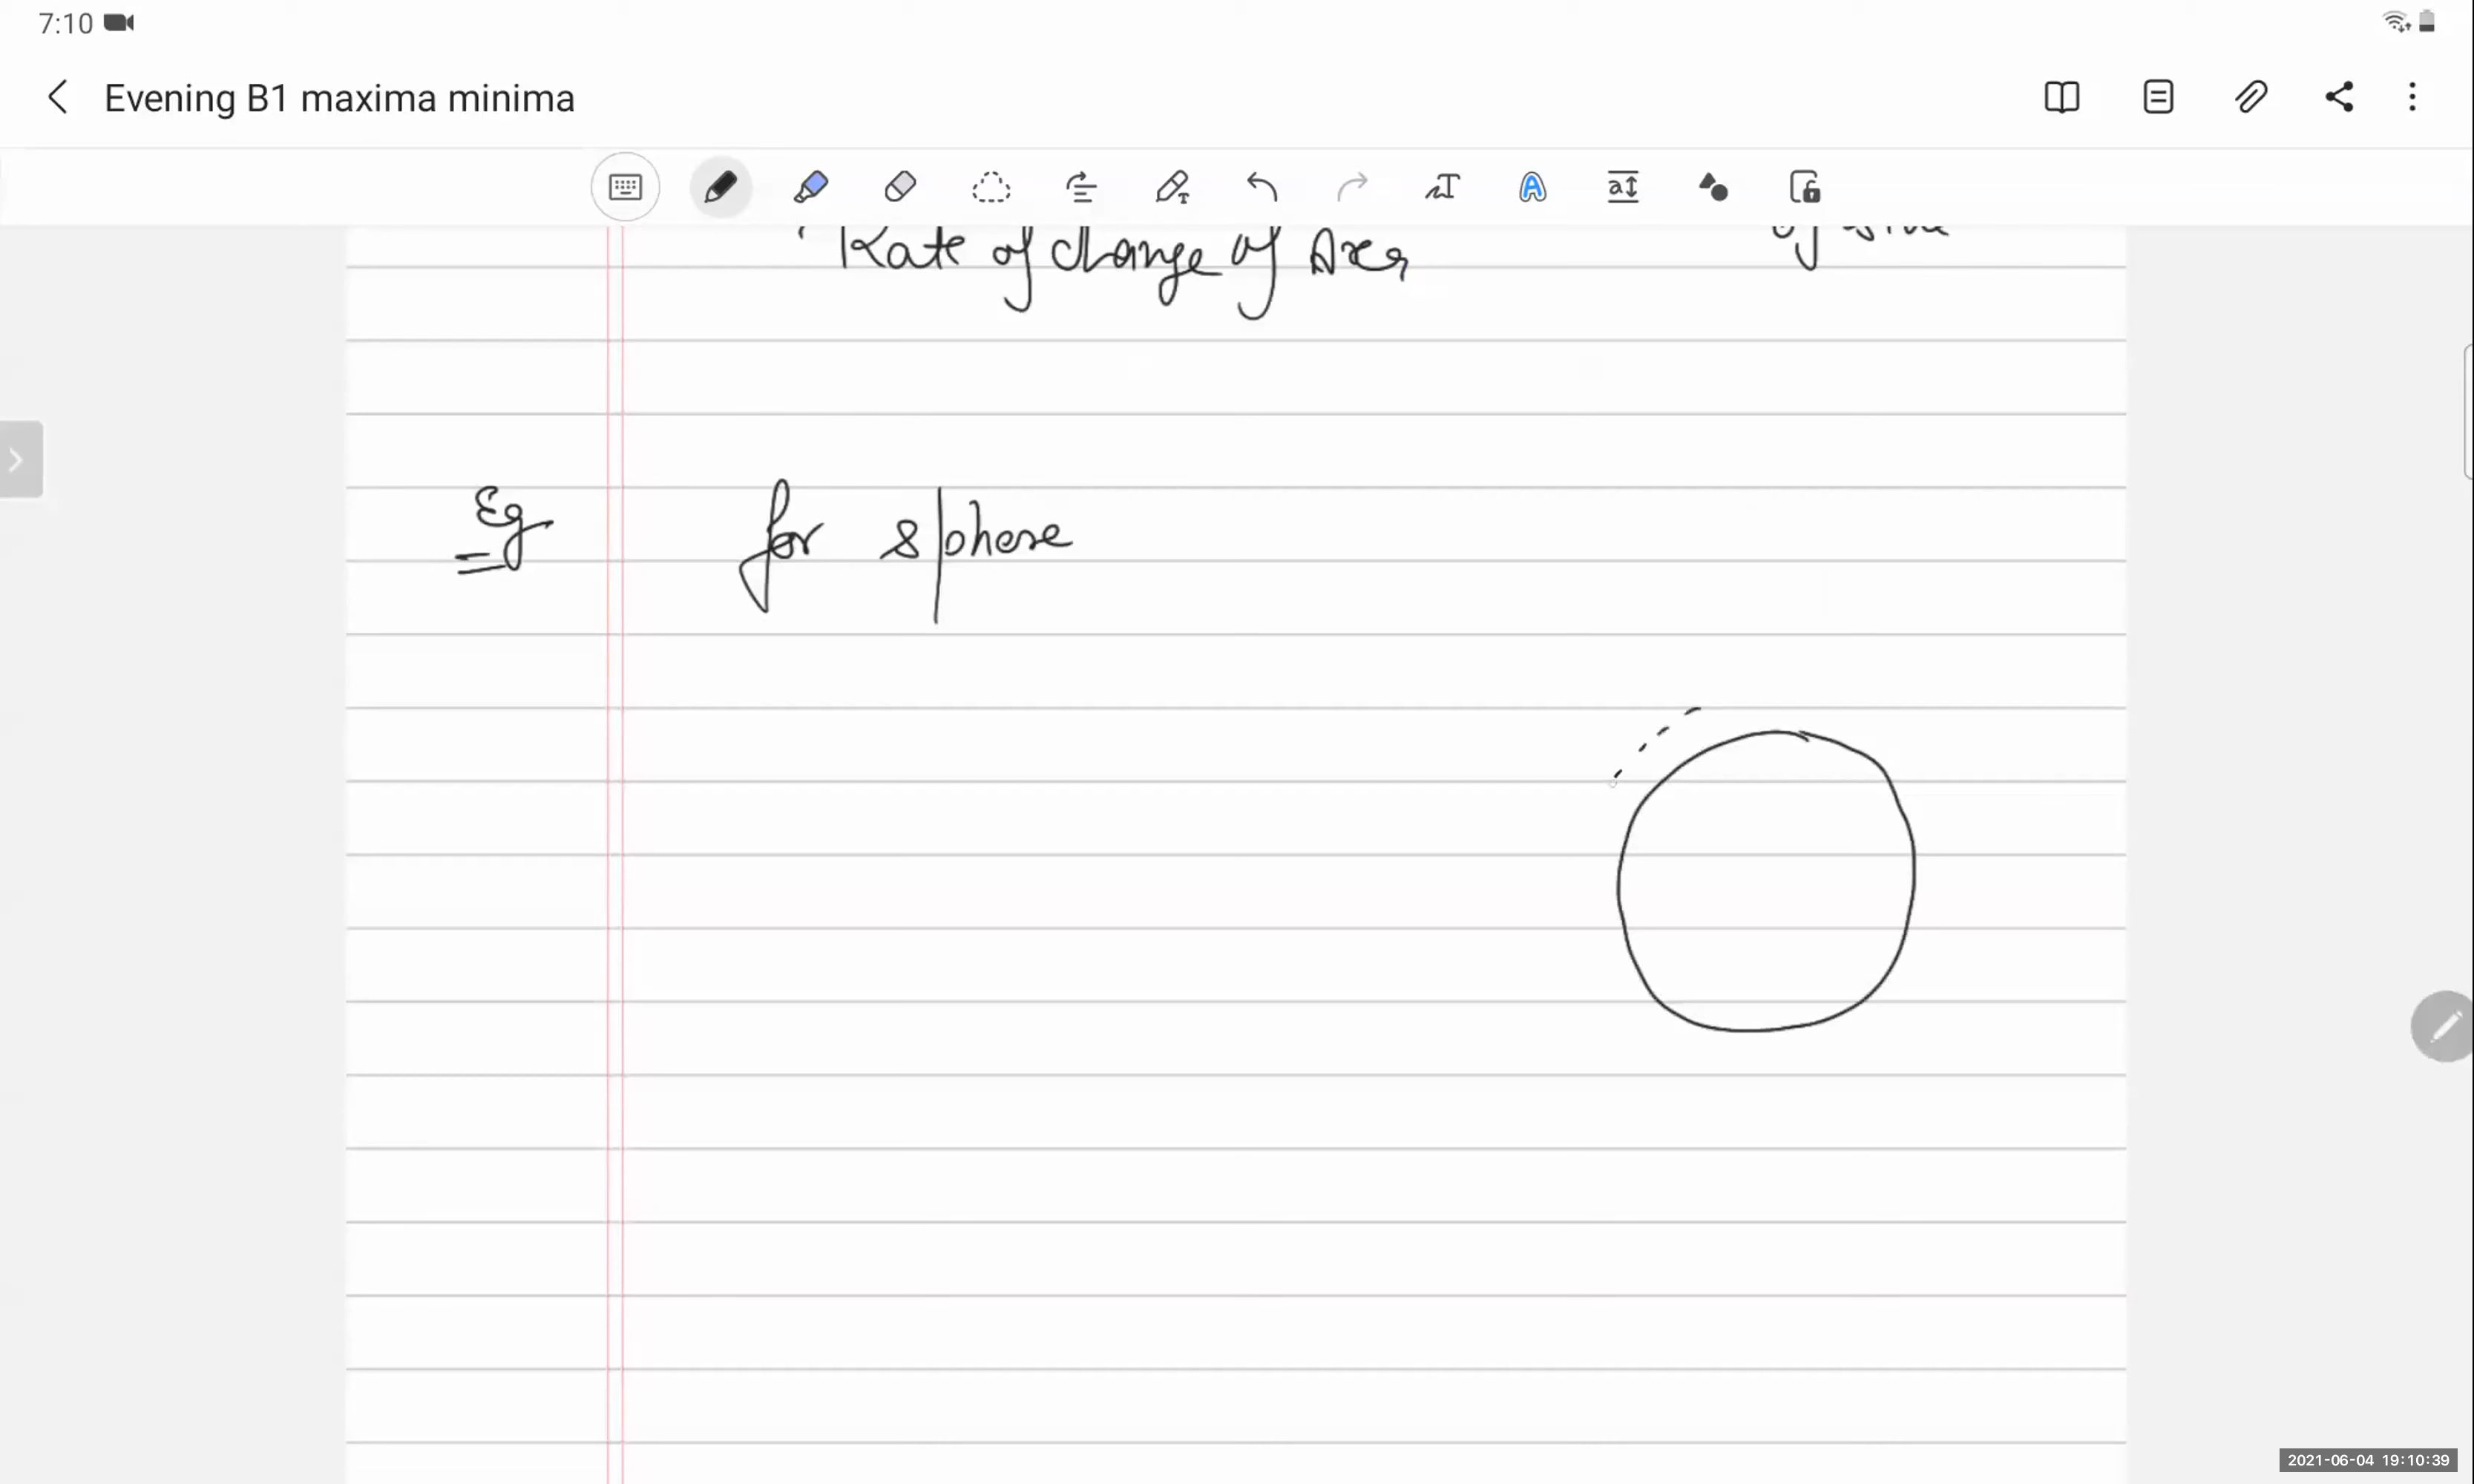 7:10
Evening B1 maxima minima
Rate of change of Area
Eg for sphere
2021-06-04 19:10:39